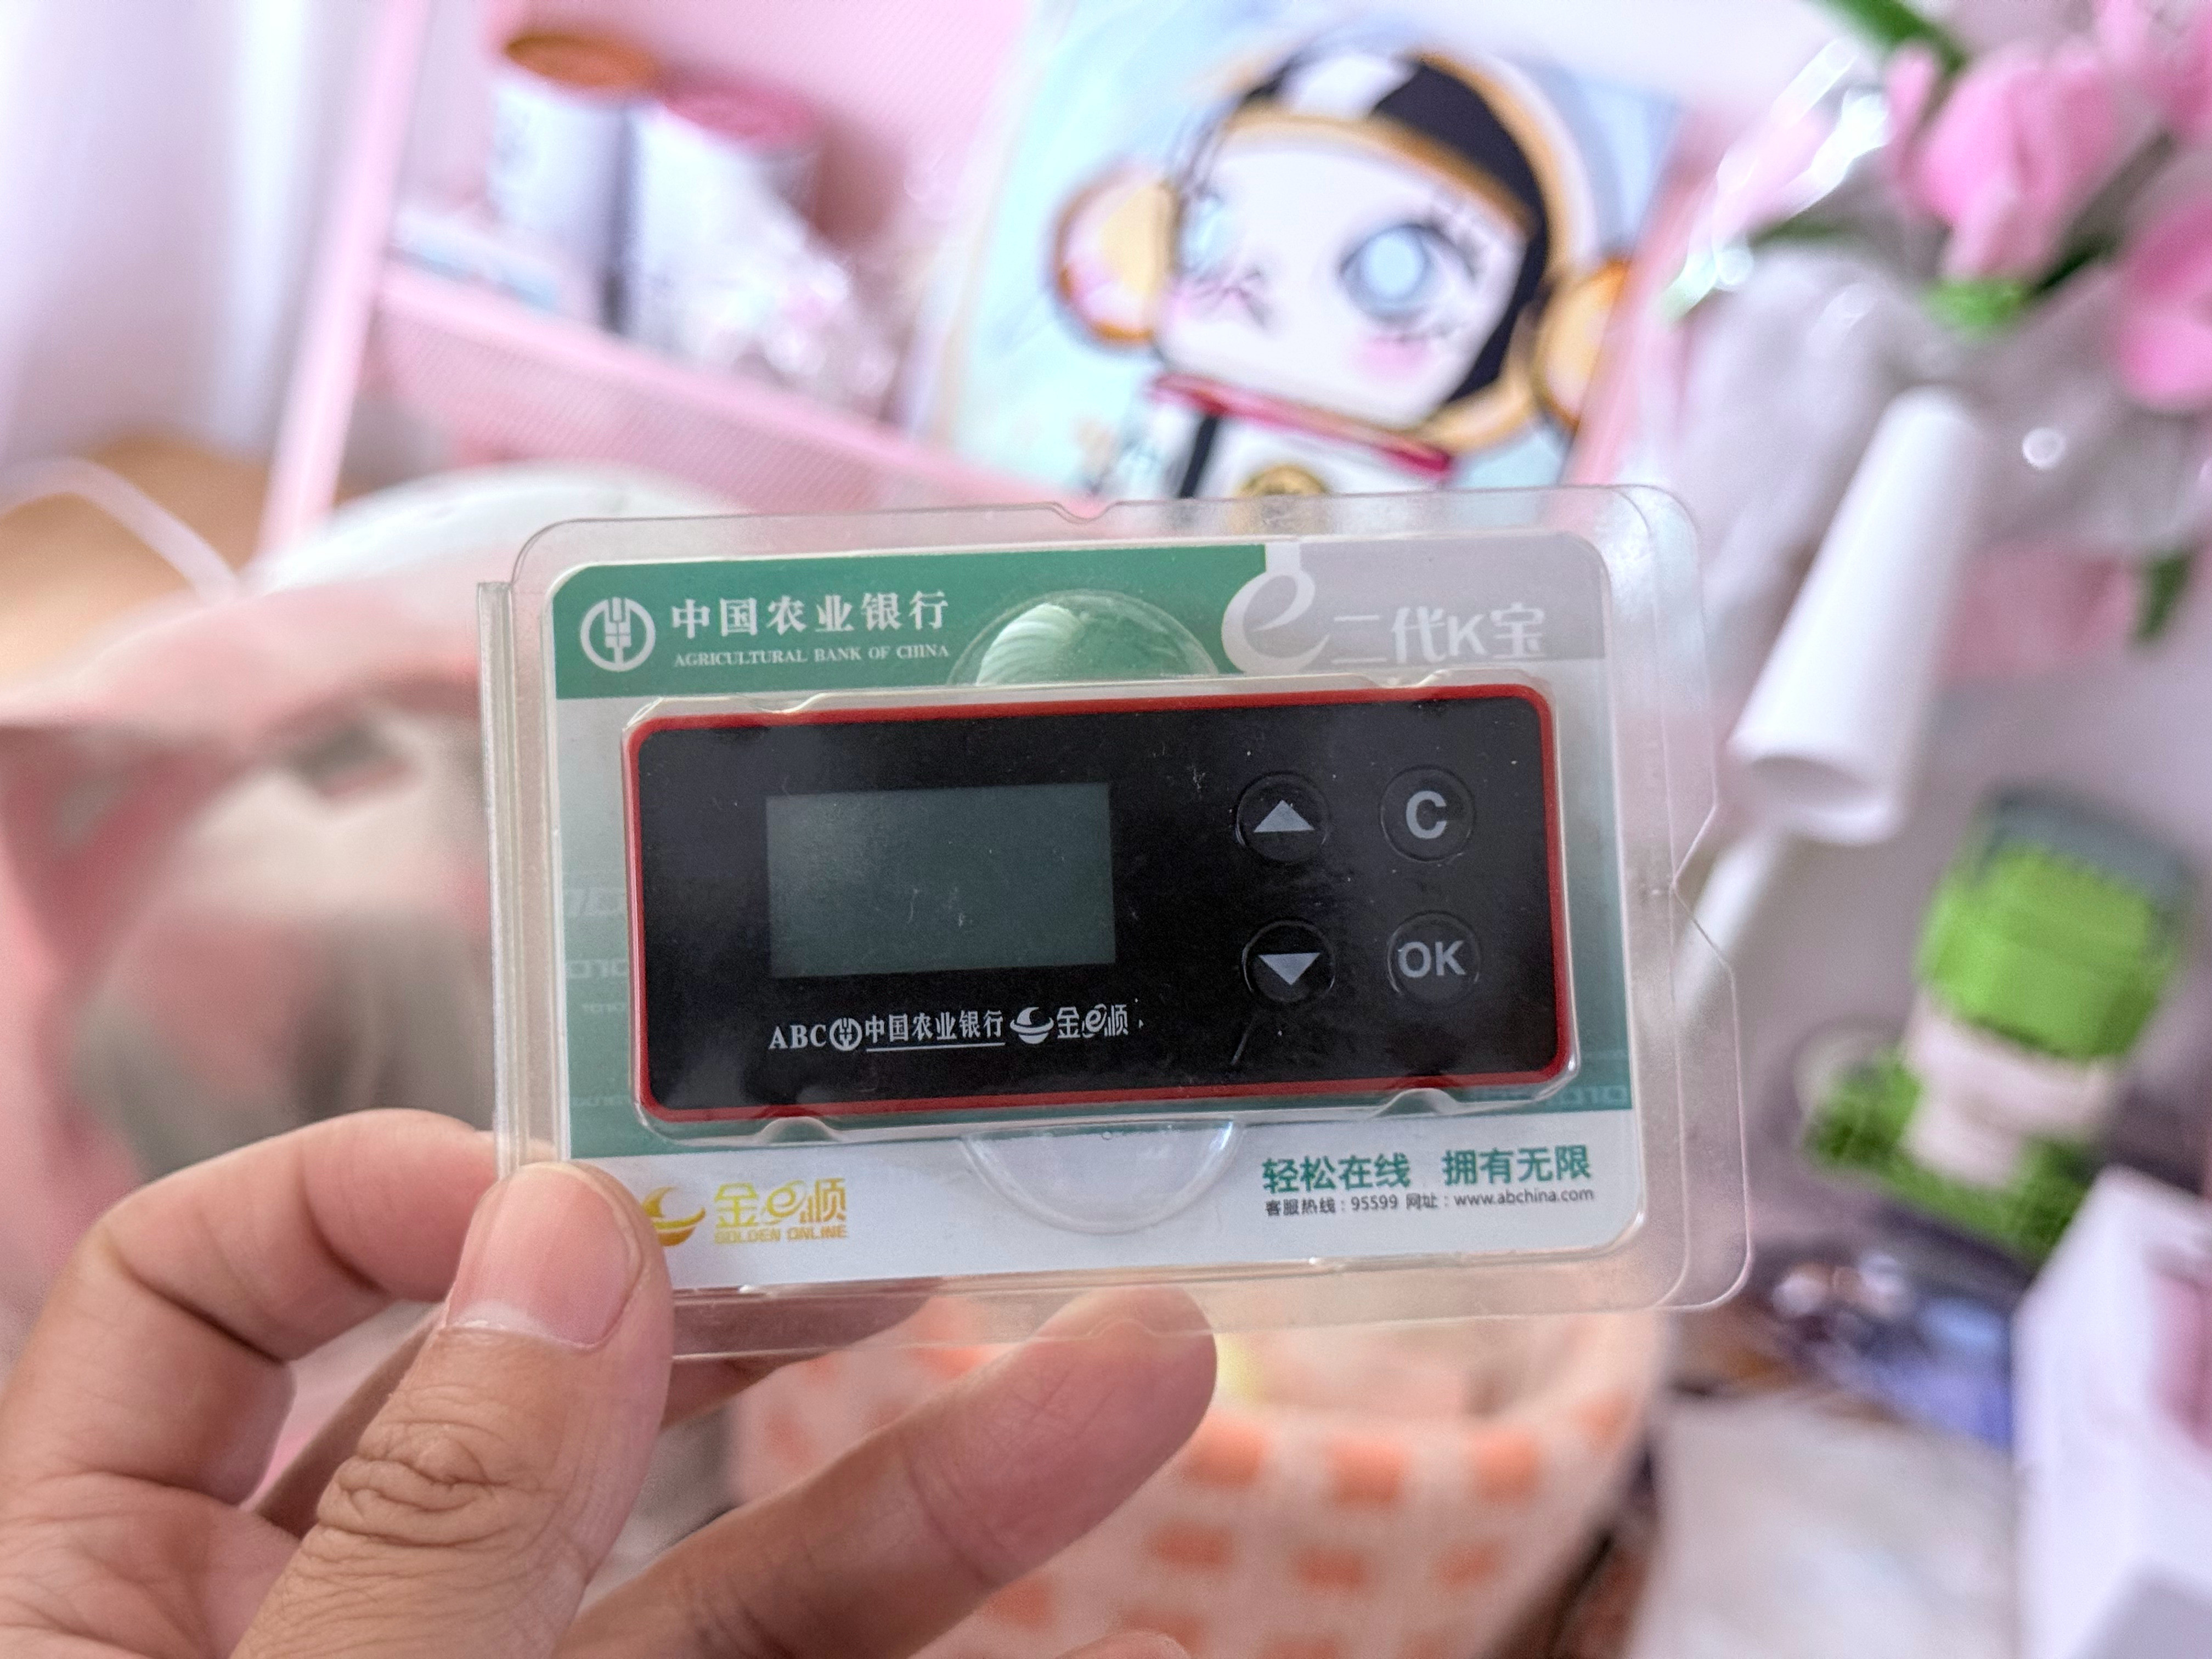 中国农业银行
AGRICULTURAL BANK OF CHINA
e 二代K宝
C
OK
ABC 中国农业银行 金e顺
金e顺
GOLDEN ONLINE
轻松在线 拥有无限
客服热线：95599 网址：www.abchina.com